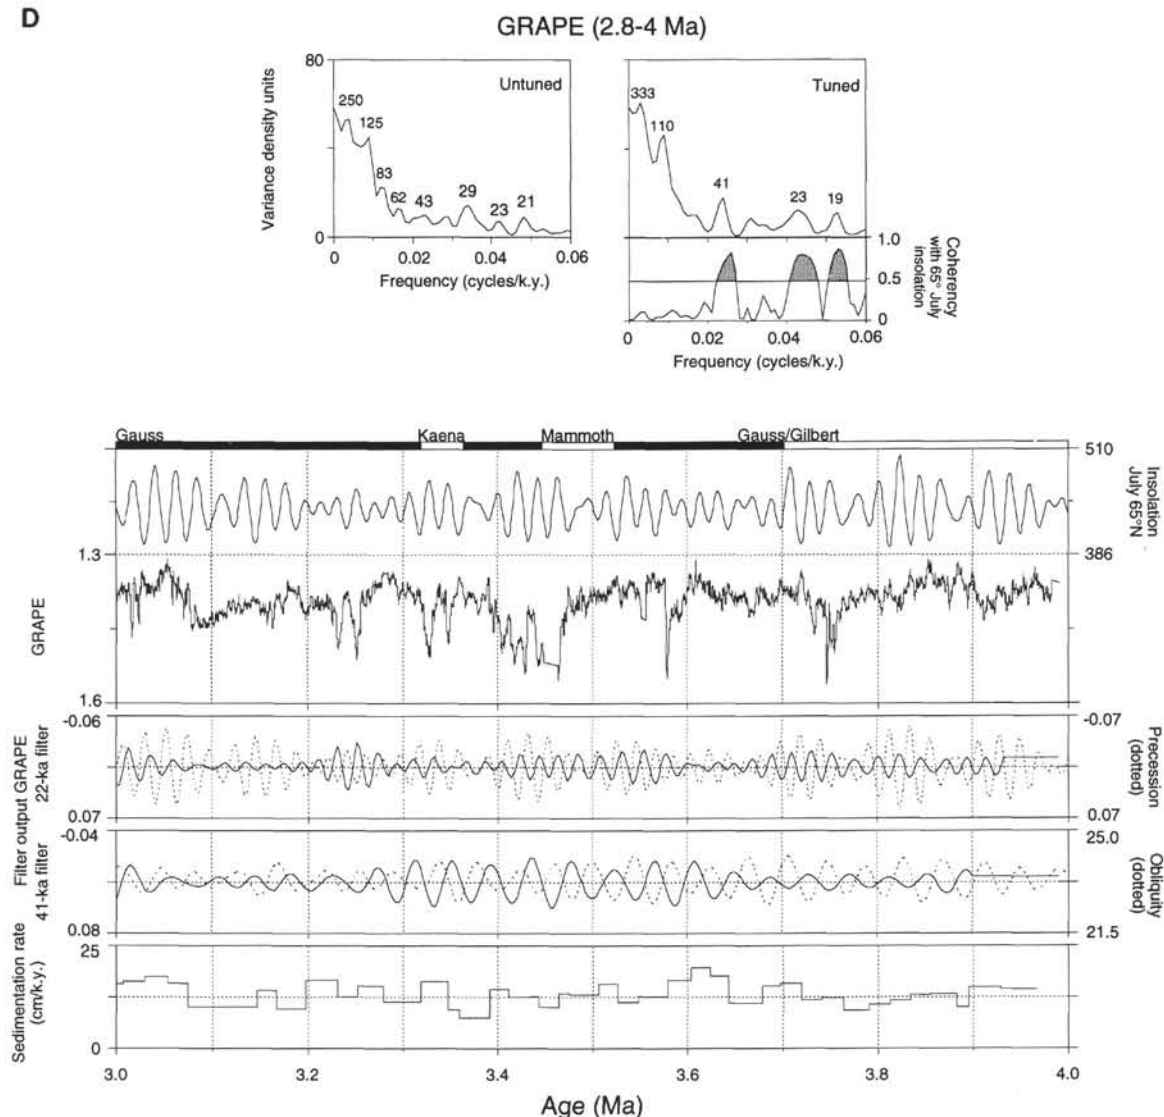 D
GRAPE (2.8-4 Ma)
Variance density units
80
0
Untuned
250
125
83
62
43
29
23
21
0
0.02
0.04
0.06
Frequency (cycles/k.y.)
Tuned
333
110
41
23
19
1.0
0.5
0
Coherency
with 65° July
insolation
0
0.02
0.04
0.06
Frequency (cycles/k.y.)
Gauss
Kaena
Mammoth
Gauss/Gilbert
510
386
Insolation
July 65°N
1.3
1.6
GRAPE
-0.06
0.07
Filter output GRAPE
22-ka filter
-0.07
0.07
Precession
(dotted)
-0.04
0.08
41-ka filter
25.0
21.5
Obliquity
(dotted)
25
0
Sedimentation rate
(cm/k.y.)
3.0
3.2
3.4
3.6
3.8
4.0
Age (Ma)